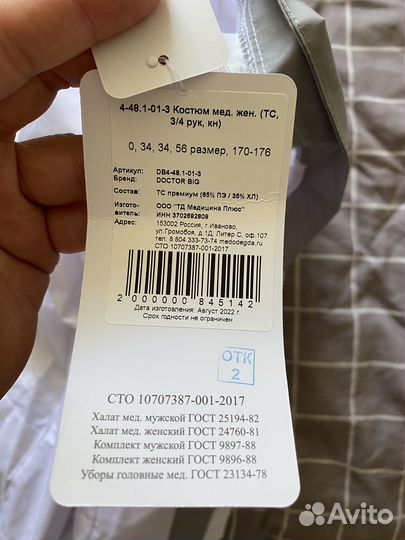 4-48.1-01-3 Костюм мед. жен. (ТС,
3/4 рук, кн)
0, 34, 34, 56 размер, 170-176
Артикул: DB4-48.1-01-3
Бренд: DOCTOR BIG
Состав: ТС премиум (65% ПЭ / 35% ХЛ)
Изгото- ООО "ТД Медицина Плюс"
витель: ИНН 3702692809
Адрес: 153002 Россия, г.Иваново,
ул.Громобоя, д.1Д, Литер С, оф.107
тел: 8 804 333-73-74 medodegda.ru
СТО 10707387-001-2017
2 000000 845142
Дата изготовления: Август 2022 г.
Срок годности не ограничен
ОТК
2
СТО 10707387-001-2017
Халат мед. мужской ГОСТ 25194-82
Халат мед. женский ГОСТ 24760-81
Комплект мужской ГОСТ 9897-88
Комплект женский ГОСТ 9896-88
Уборы головные мед. ГОСТ 23134-78
Avito